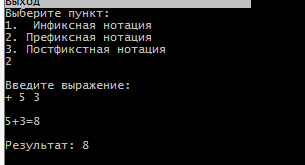 Выход
Выберите пункт:
1.  Инфиксная нотация
2. Префиксная нотация
3. Постфикстная нотация
2
Введите выражение:
+ 5 3
5+3=8
Результат: 8